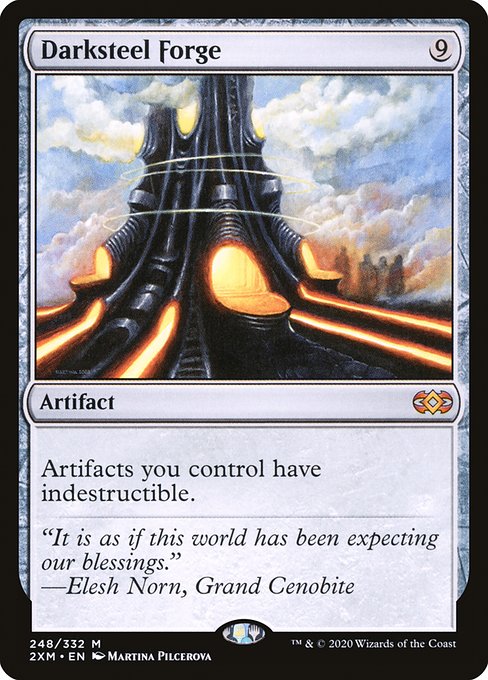 Darksteel Forge 9
Artifact
Artifacts you control have
indestructible.
“It is as if this world has been expecting
our blessings.”
—Elesh Norn, Grand Cenobite
248/332 M
2XM • EN Martina Pilcerova
™ & © 2020 Wizards of the Coast